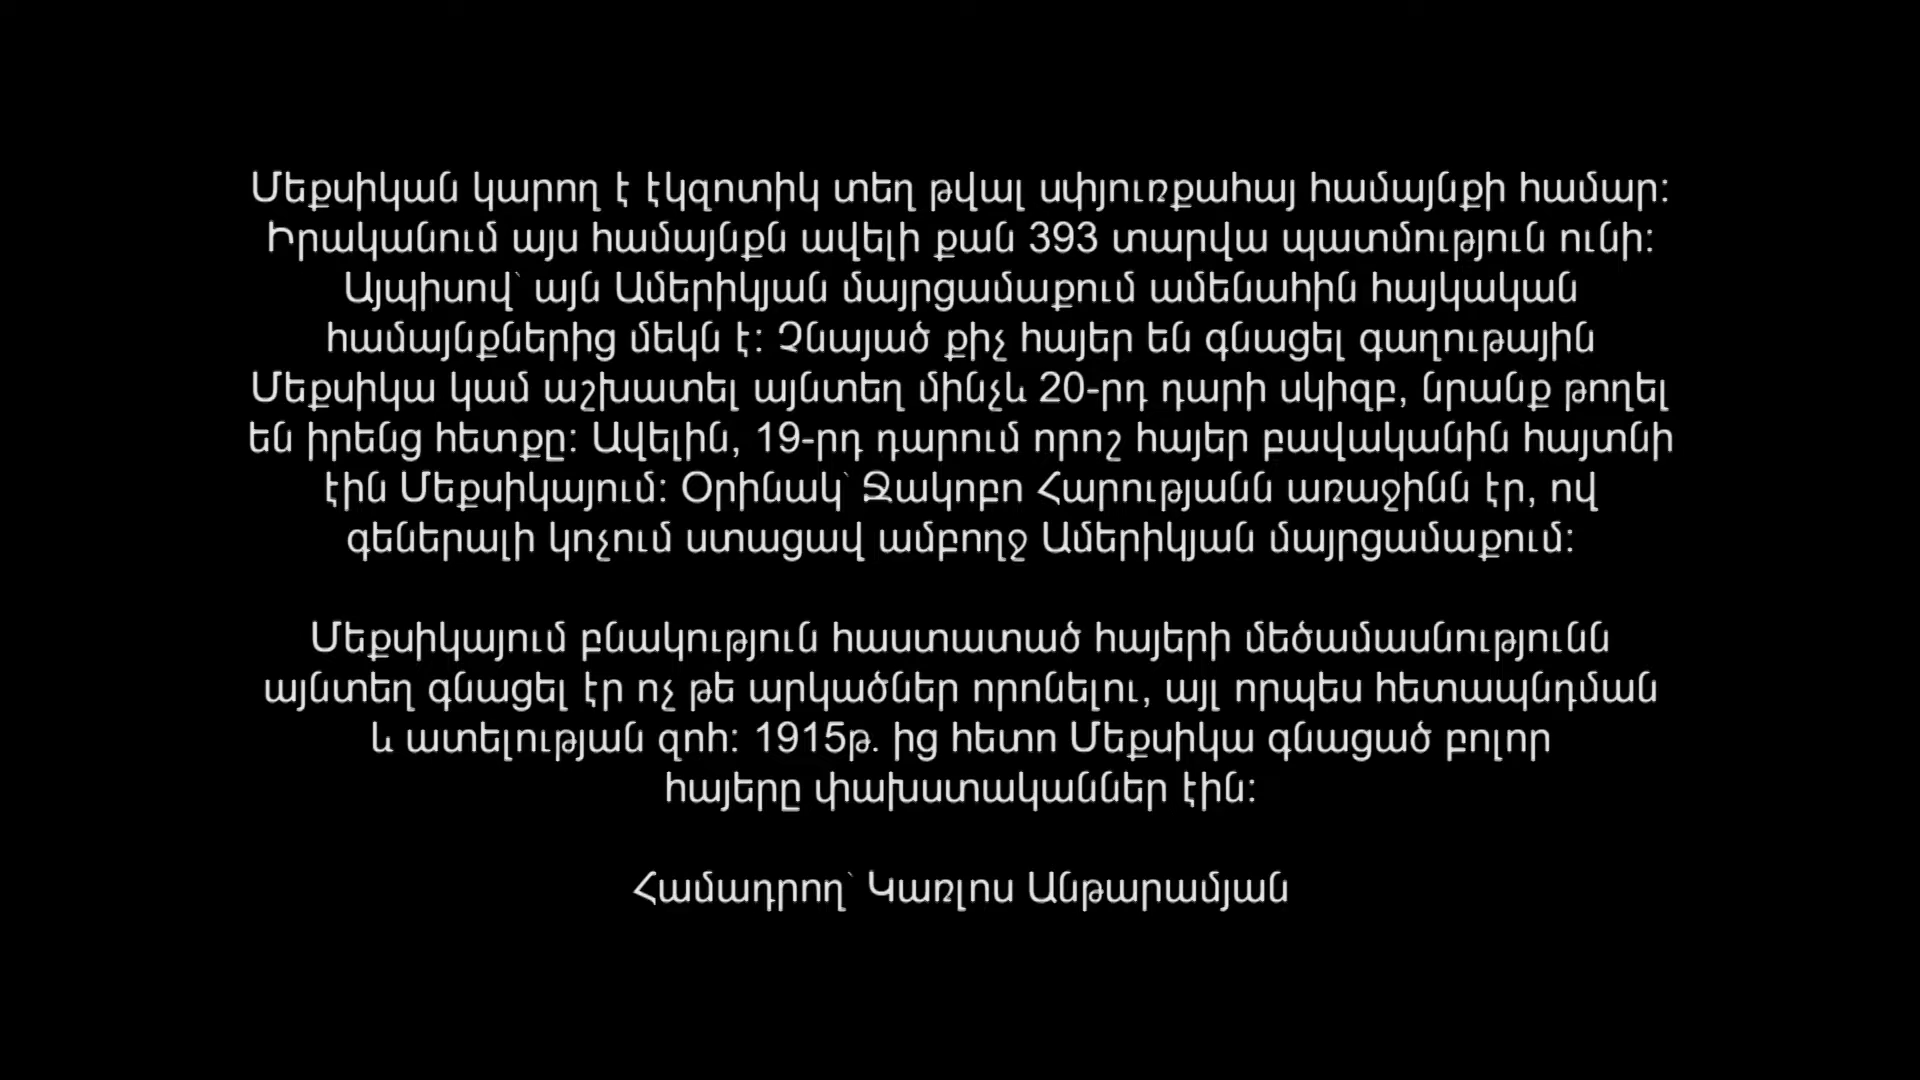 Մեքսիկան կարող է էկզոտիկ տեղ թվալ սփյուռքահայ համայնքի համար։
Իրականում այս համայնքն ավելի քան 393 տարվա պատմություն ունի։
Այպիսով՝ այն Ամերիկյան մայրցամաքում ամենահին հայկական
համայնքներից մեկն է։ Չնայած քիչ հայեր են գնացել գաղութային
Մեքսիկա կամ աշխատել այնտեղ մինչև 20-րդ դարի սկիզբ, նրանք թողել
են իրենց հետքը։ Ավելին, 19-րդ դարում որոշ հայեր բավականին հայտնի
էին Մեքսիկայում։ Օրինակ՝ Ջակոբո Հարությանն առաջինն էր, ով
գեներալի կոչում ստացավ ամբողջ Ամերիկյան մայրցամաքում։
Մեքսիկայում բնակություն հաստատած հայերի մեծամասնությունն
այնտեղ գնացել էր ոչ թե արկածներ որոնելու, այլ որպես հետապնդման
և ատելության զոհ։ 1915թ. ից հետո Մեքսիկա գնացած բոլոր
հայերը փախստականներ էին։
Համադրող՝ Կառլոս Անթարամյան